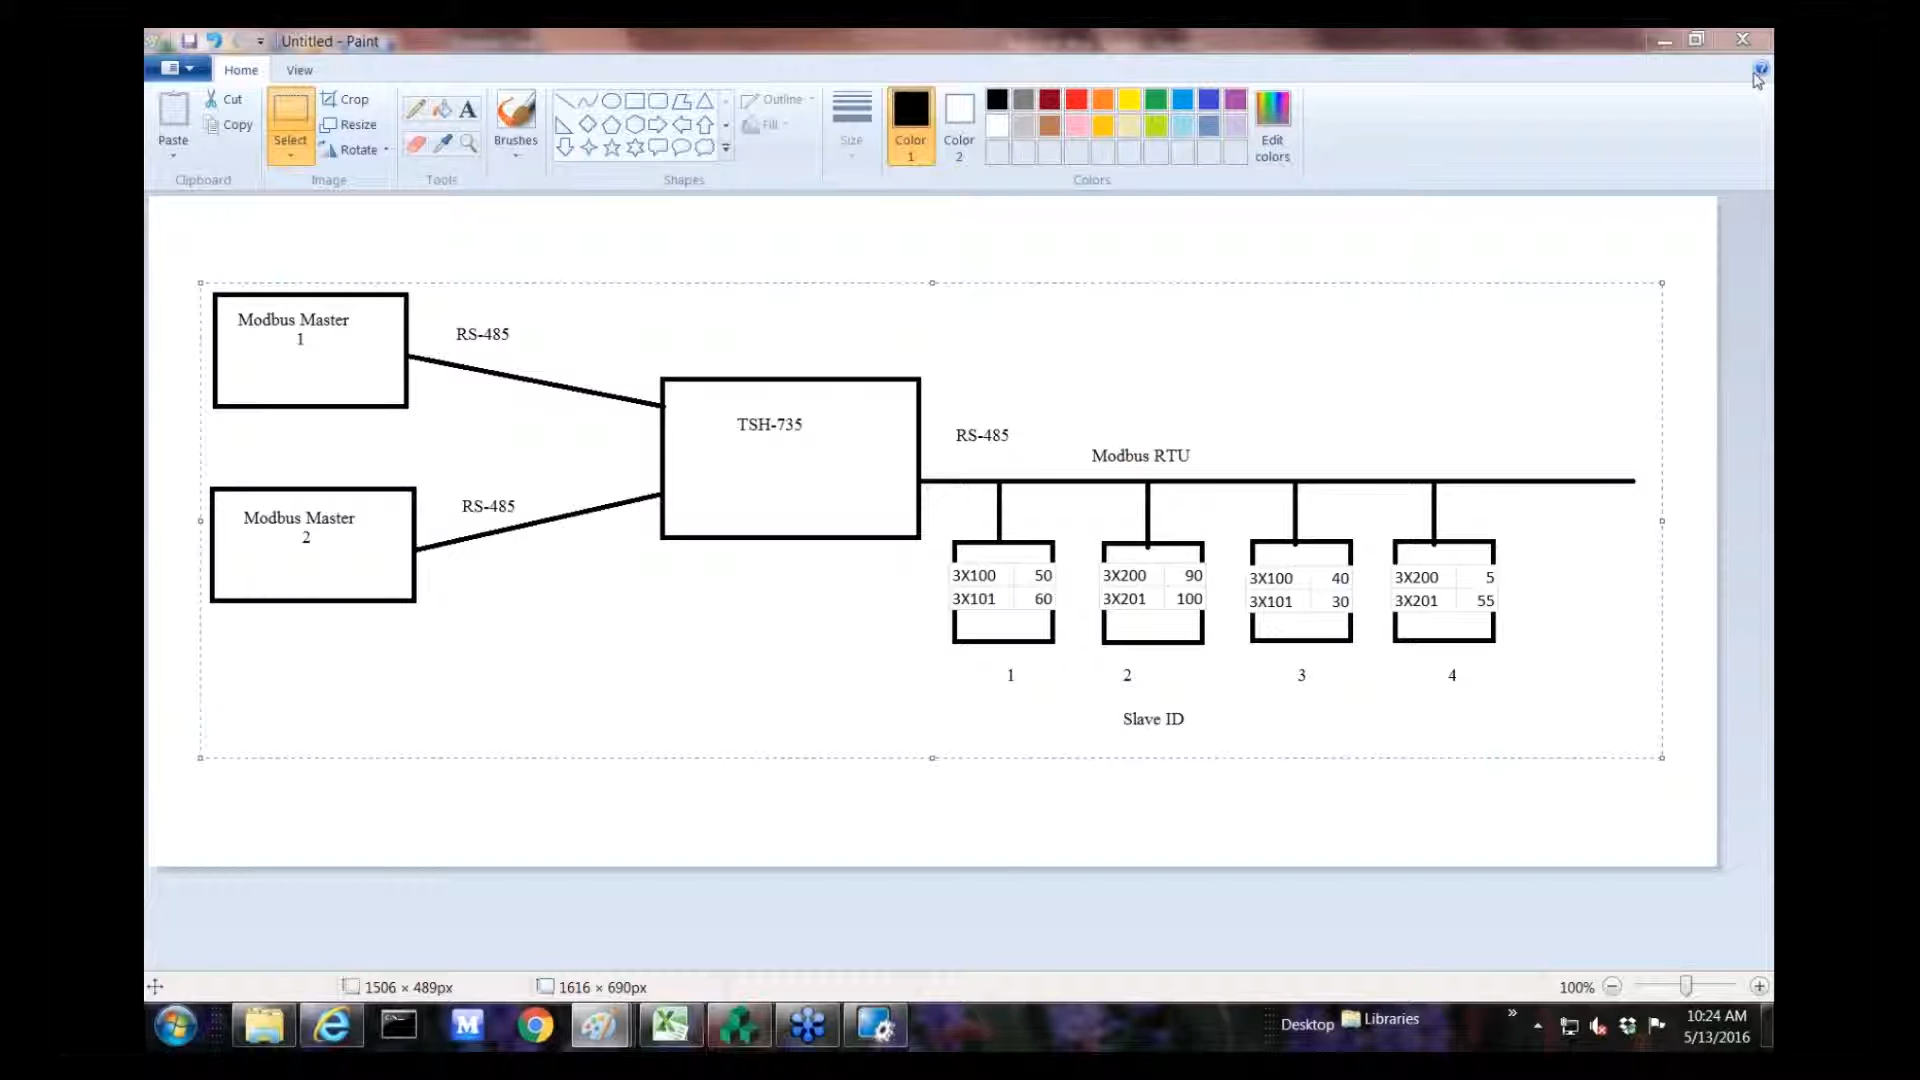 Untitled - Paint
Home View
Paste
Cut
Copy
Clipboard
Select
Crop
Resize
Rotate
Image
A
Tools
Brushes
Outline
Fill
Shapes
Size
Color 1
Color 2
Edit colors
Colors
Modbus Master
1
RS-485
Modbus Master
2
RS-485
TSH-735
RS-485
Modbus RTU
3X100 50
3X101 60
3X200 90
3X201 100
3X100 40
3X101 30
3X200 5
3X201 55
1 2 3 4
Slave ID
1506 × 489px 1616 × 690px 100%
M
Desktop Libraries
10:24 AM
5/13/2016